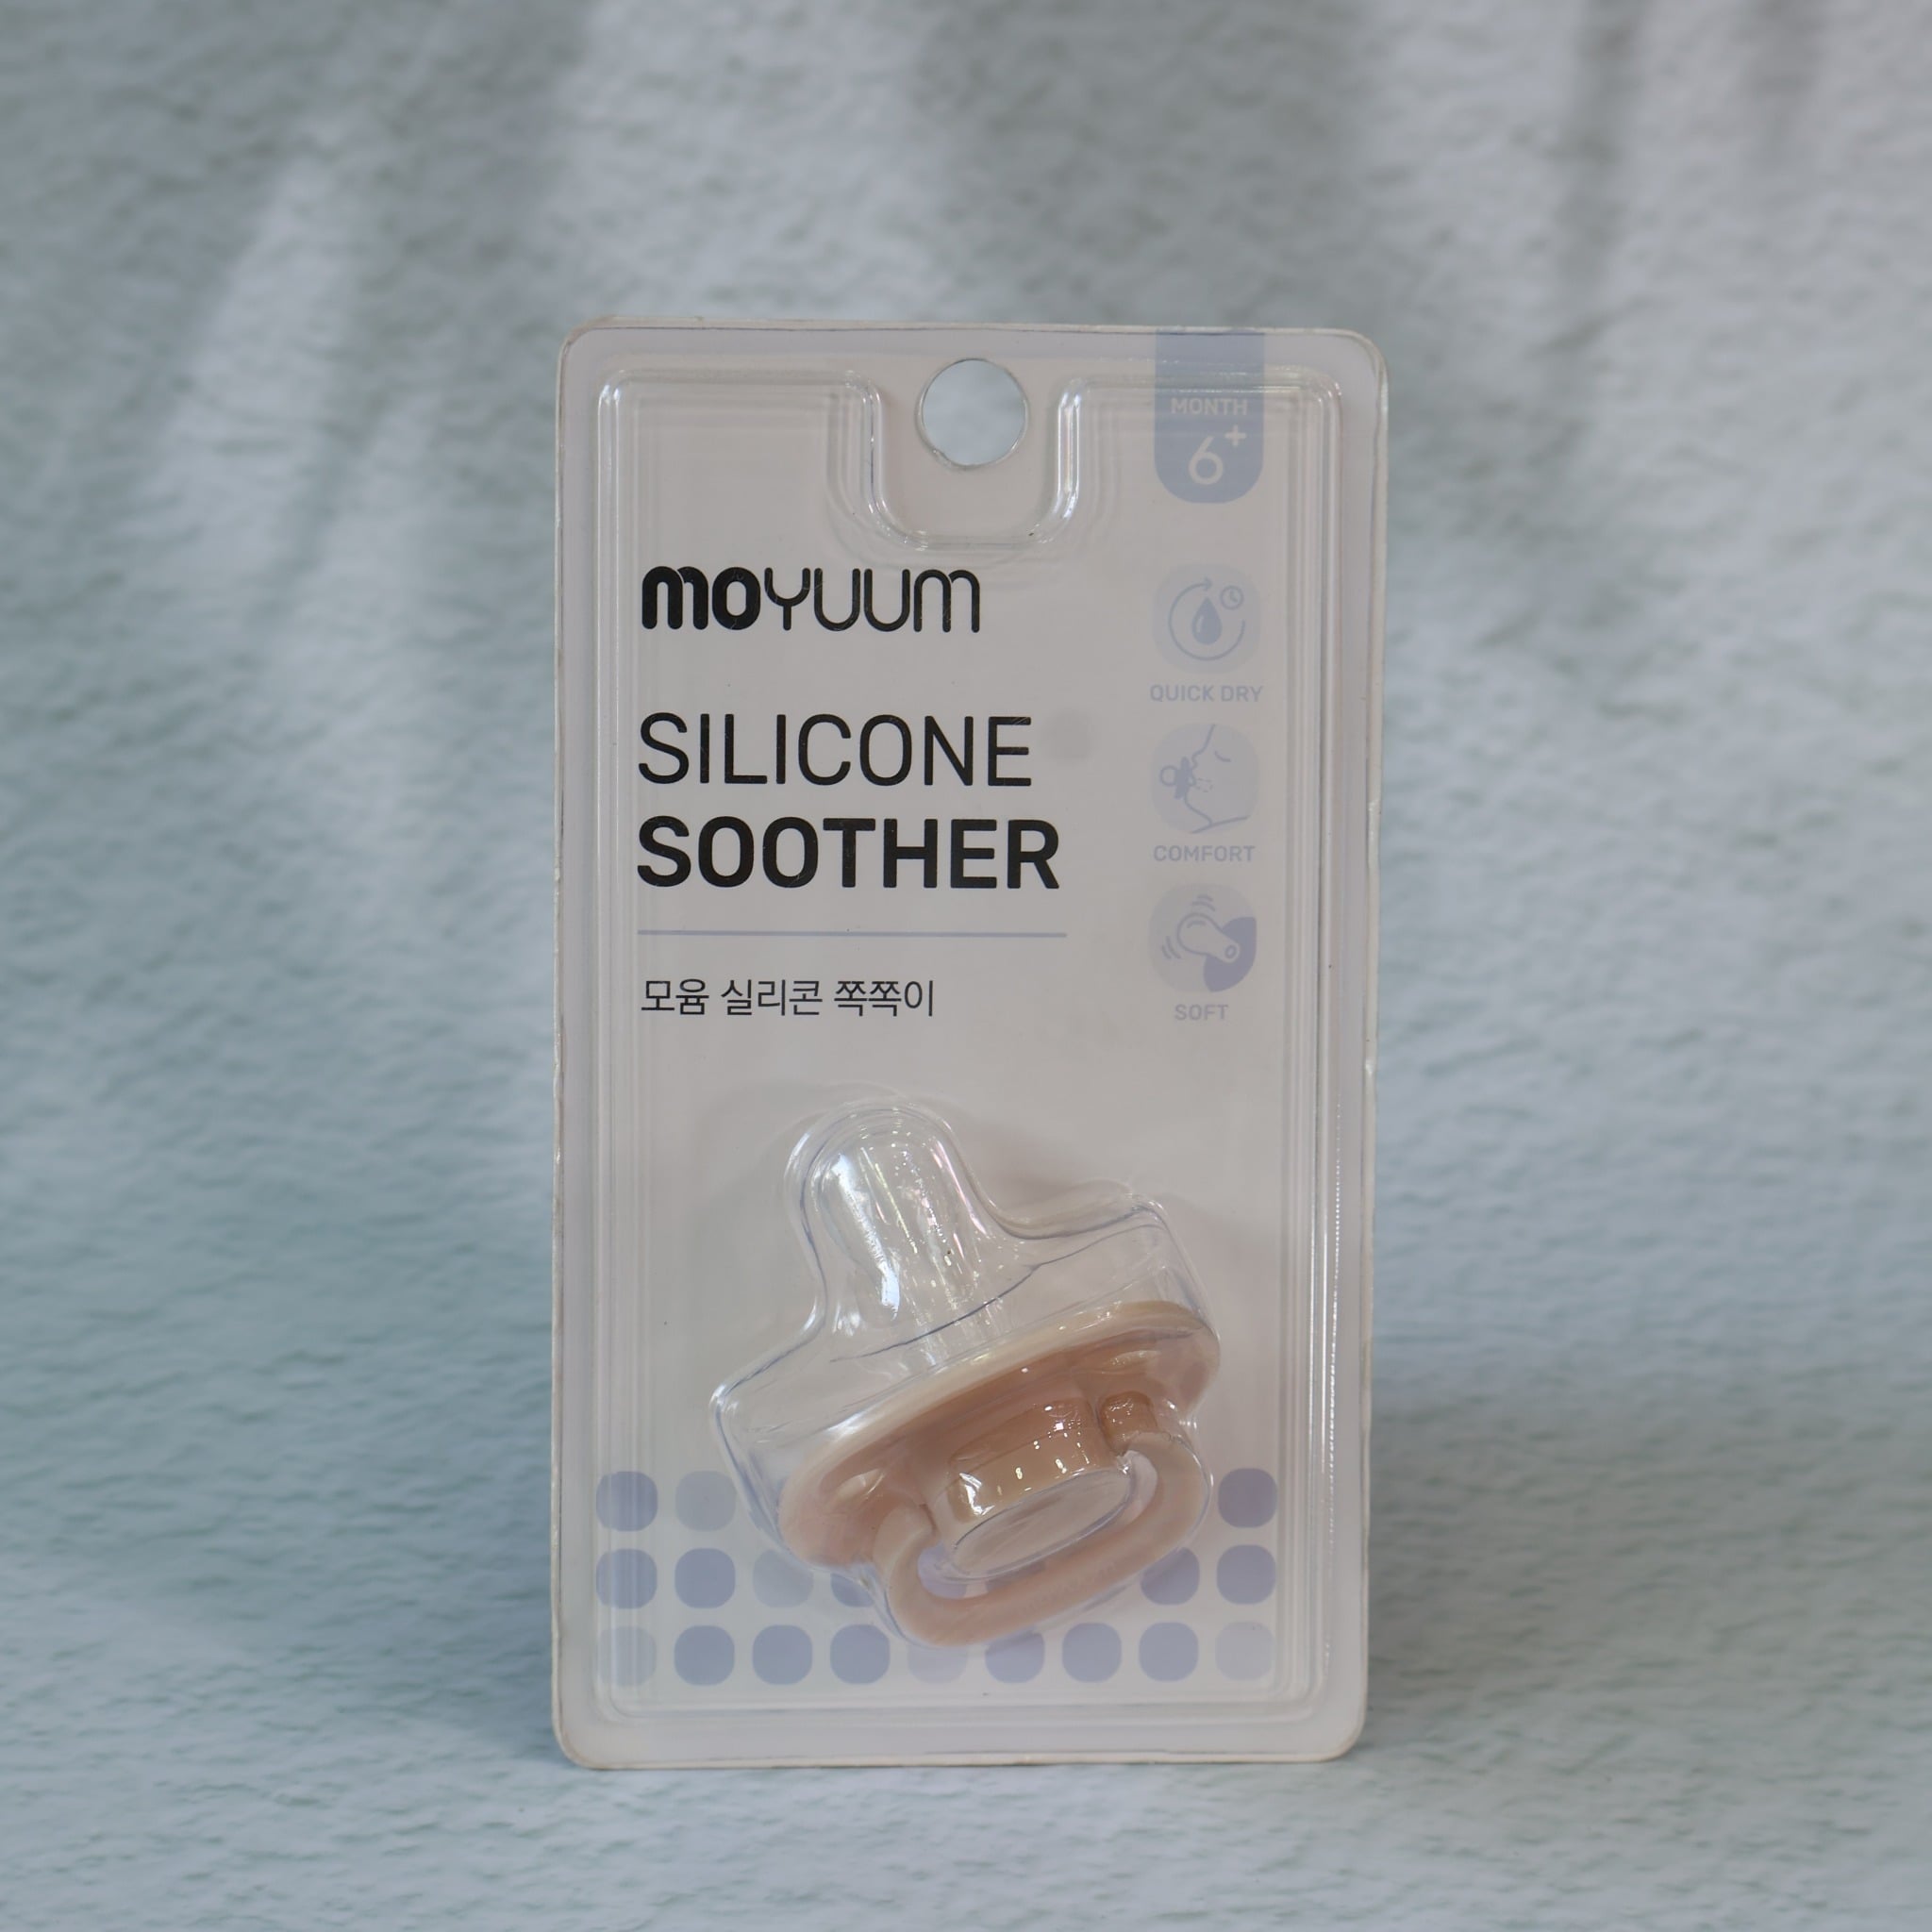 MONTH
6+
moyuum
QUICK DRY
SILICONE
SOOTHER
COMFORT
모윰 실리콘 쪽쪽이
SOFT